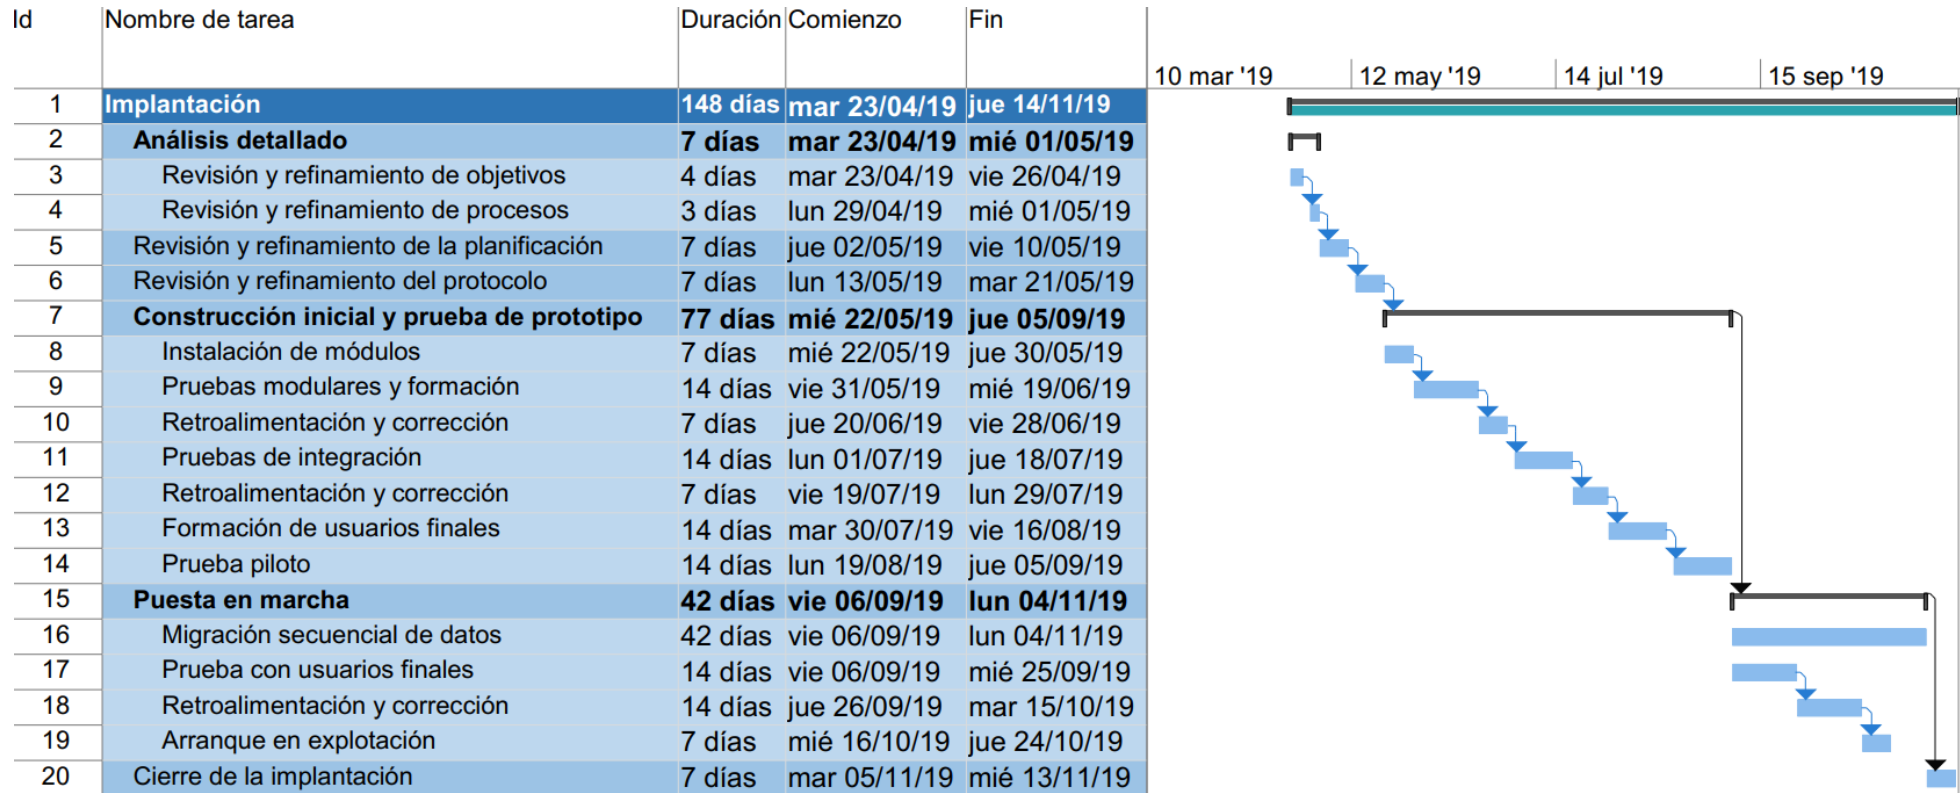 Id Nombre de tarea Duración Comienzo Fin
10 mar '19 12 may '19 14 jul '19 15 sep '19
1 Implantación 148 días mar 23/04/19 jue 14/11/19
2 Análisis detallado 7 días mar 23/04/19 mié 01/05/19
3 Revisión y refinamiento de objetivos 4 días mar 23/04/19 vie 26/04/19
4 Revisión y refinamiento de procesos 3 días lun 29/04/19 mié 01/05/19
5 Revisión y refinamiento de la planificación 7 días jue 02/05/19 vie 10/05/19
6 Revisión y refinamiento del protocolo 7 días lun 13/05/19 mar 21/05/19
7 Construcción inicial y prueba de prototipo 77 días mié 22/05/19 jue 05/09/19
8 Instalación de módulos 7 días mié 22/05/19 jue 30/05/19
9 Pruebas modulares y formación 14 días vie 31/05/19 mié 19/06/19
10 Retroalimentación y corrección 7 días jue 20/06/19 vie 28/06/19
11 Pruebas de integración 14 días lun 01/07/19 jue 18/07/19
12 Retroalimentación y corrección 7 días vie 19/07/19 lun 29/07/19
13 Formación de usuarios finales 14 días mar 30/07/19 vie 16/08/19
14 Prueba piloto 14 días lun 19/08/19 jue 05/09/19
15 Puesta en marcha 42 días vie 06/09/19 lun 04/11/19
16 Migración secuencial de datos 42 días vie 06/09/19 lun 04/11/19
17 Prueba con usuarios finales 14 días vie 06/09/19 mié 25/09/19
18 Retroalimentación y corrección 14 días jue 26/09/19 mar 15/10/19
19 Arranque en explotación 7 días mié 16/10/19 jue 24/10/19
20 Cierre de la implantación 7 días mar 05/11/19 mié 13/11/19